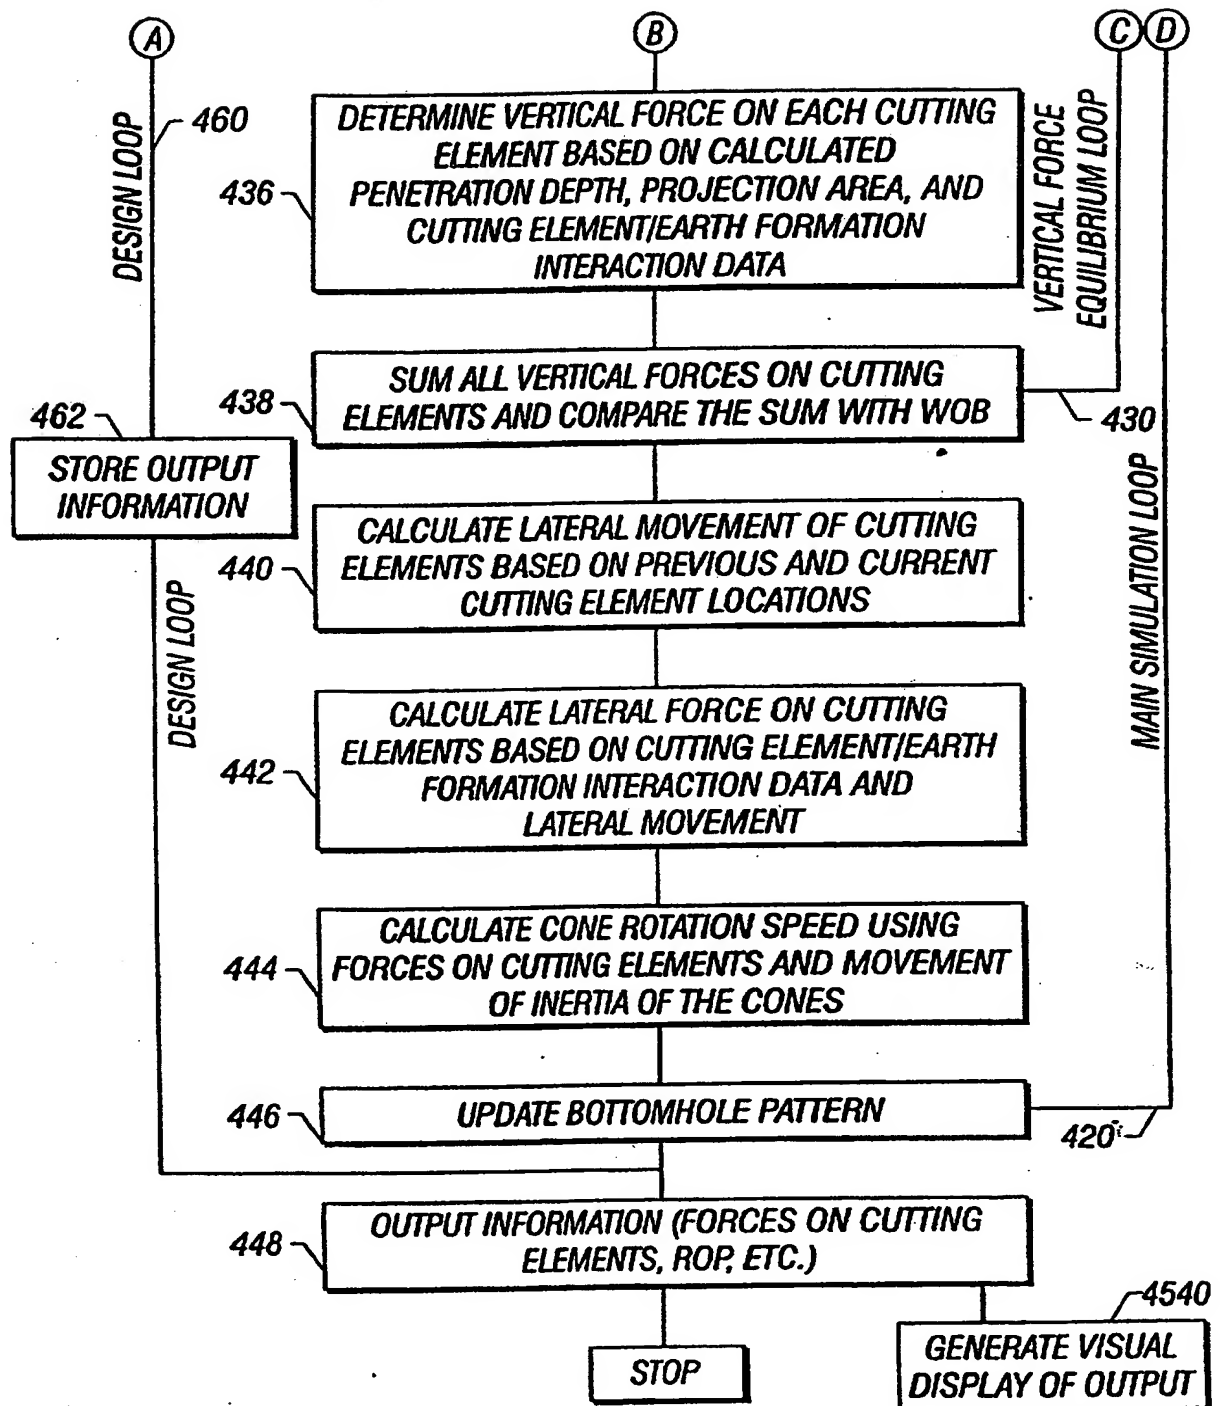 A
B
C
D
DESIGN LOOP
460
436
DETERMINE VERTICAL FORCE ON EACH CUTTING
ELEMENT BASED ON CALCULATED
PENETRATION DEPTH, PROJECTION AREA, AND
CUTTING ELEMENT/EARTH FORMATION
INTERACTION DATA
VERTICAL FORCE
EQUILIBRIUM LOOP
438
SUM ALL VERTICAL FORCES ON CUTTING
ELEMENTS AND COMPARE THE SUM WITH WOB
430
462
STORE OUTPUT
INFORMATION
440
CALCULATE LATERAL MOVEMENT OF CUTTING
ELEMENTS BASED ON PREVIOUS AND CURRENT
CUTTING ELEMENT LOCATIONS
MAIN SIMULATION LOOP
DESIGN LOOP
442
CALCULATE LATERAL FORCE ON CUTTING
ELEMENTS BASED ON CUTTING ELEMENT/EARTH
FORMATION INTERACTION DATA AND
LATERAL MOVEMENT
444
CALCULATE CONE ROTATION SPEED USING
FORCES ON CUTTING ELEMENTS AND MOVEMENT
OF INERTIA OF THE CONES
446
UPDATE BOTTOMHOLE PATTERN
420
448
OUTPUT INFORMATION (FORCES ON CUTTING
ELEMENTS, ROP, ETC.)
4540
STOP
GENERATE VISUAL
DISPLAY OF OUTPUT